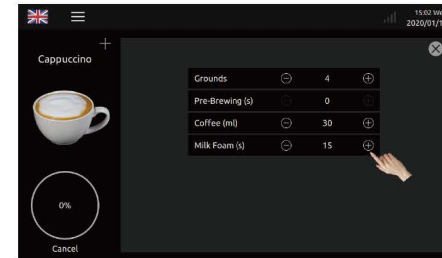 15:02 We
2020/01/1
Cappuccino
Grounds 4
Pre-Brewing (s) 0
Coffee (ml) 30
Milk Foam (s) 15
0%
Cancel